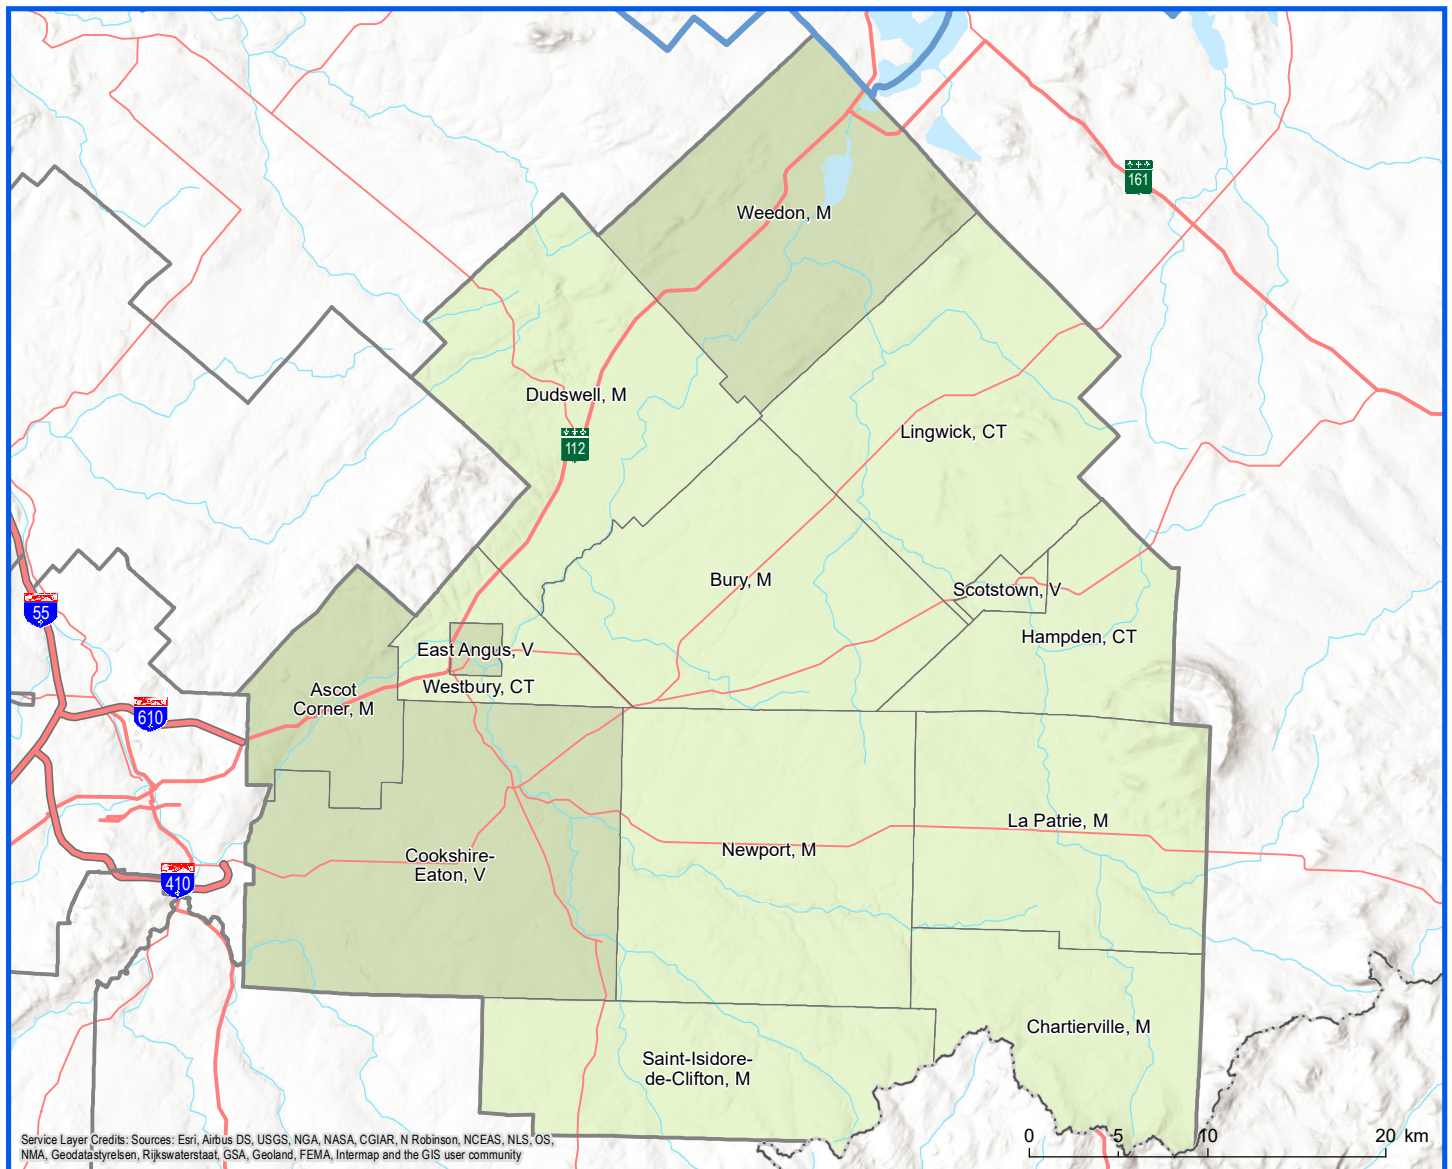 161
Weedon, M
Dudswell, M
112
Lingwick, CT
Bury, M
Scotstown, V
55
Hampden, CT
East Angus, V
Westbury, CT
Ascot
Corner, M
610
La Patrie, M
Newport, M
Cookshire-
Eaton, V
410
Chartierville, M
Saint-Isidore-
de-Clifton, M
0 5 10 20 km
Service Layer Credits: Sources: Esri, Airbus DS, USGS, NGA, NASA, CGIAR, N Robinson, NCEAS, NLS, OS,
NMA, Geodatastyrelsen, Rijkswaterstaat, GSA, Geoland, FEMA, Intermap and the GIS user community